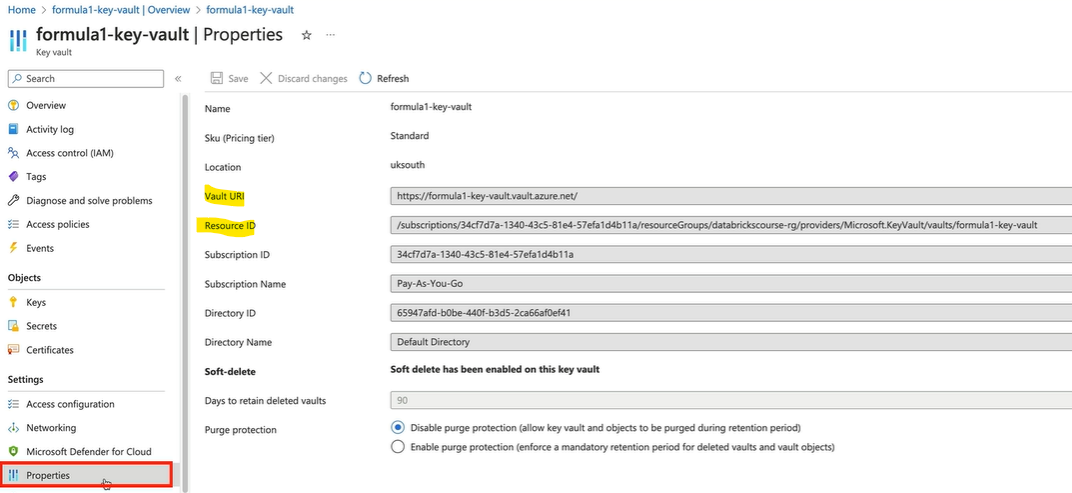 Home > formula1-key-vault | Overview > formula1-key-vault
formula1-key-vault | Properties
Key vault
Search
Save
Discard changes
Refresh
Overview
Activity log
Access control (IAM)
Tags
Diagnose and solve problems
Access policies
Events
Objects
Keys
Secrets
Certificates
Settings
Access configuration
Networking
Microsoft Defender for Cloud
Properties
Name formula1-key-vault
Sku (Pricing tier) Standard
Location uksouth
Vault URI https://formula1-key-vault.vault.azure.net/
Resource ID /subscriptions/34cf7d7a-1340-43c5-81e4-57efa1d4b11a/resourceGroups/databrickscourse-rg/providers/Microsoft.KeyVault/vaults/formula1-key-vault
Subscription ID 34cf7d7a-1340-43c5-81e4-57efa1d4b11a
Subscription Name Pay-As-You-Go
Directory ID 65947afd-b0be-440f-b3d5-2ca66af0ef41
Directory Name Default Directory
Soft-delete Soft delete has been enabled on this key vault
Days to retain deleted vaults 90
Purge protection Disable purge protection (allow key vault and objects to be purged during retention period)
Enable purge protection (enforce a mandatory retention period for deleted vaults and vault objects)